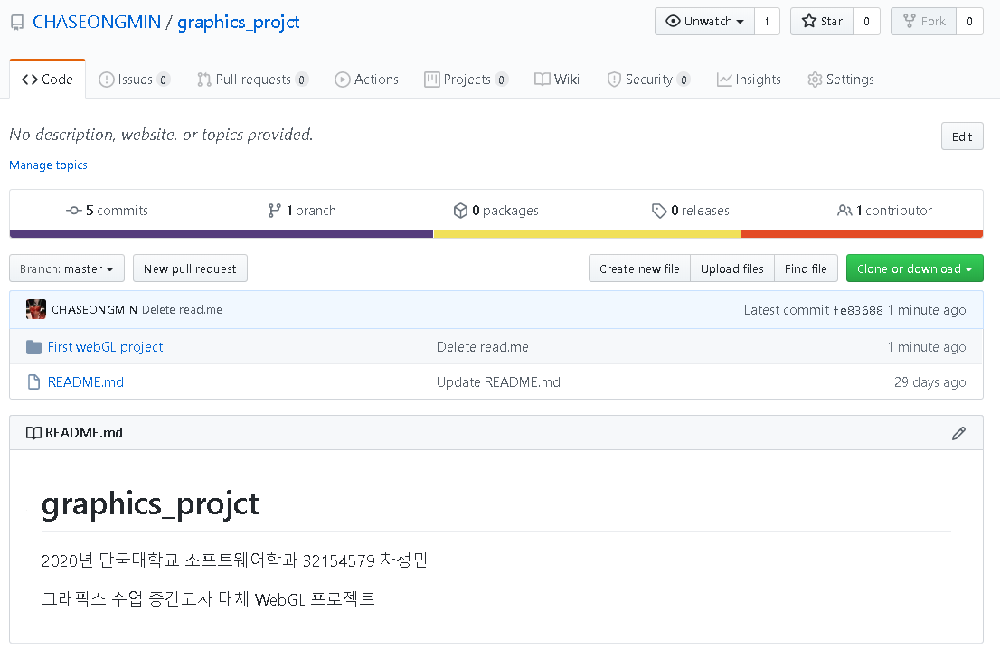 CHASEONGMIN / graphics_projct Unwatch 1 Star 0 Fork 0
Code Issues 0 Pull requests 0 Actions Projects 0 Wiki Security 0 Insights Settings
No description, website, or topics provided. Edit
Manage topics
5 commits 1 branch 0 packages 0 releases 1 contributor
Branch: master New pull request Create new file Upload files Find file Clone or download
CHASEONGMIN Delete read.me Latest commit fe83688 1 minute ago
First webGL project Delete read.me 1 minute ago
README.md Update README.md 29 days ago
README.md
graphics_projct
2020년 단국대학교 소프트웨어학과 32154579 차성민
그래픽스 수업 중간고사 대체 WebGL 프로젝트